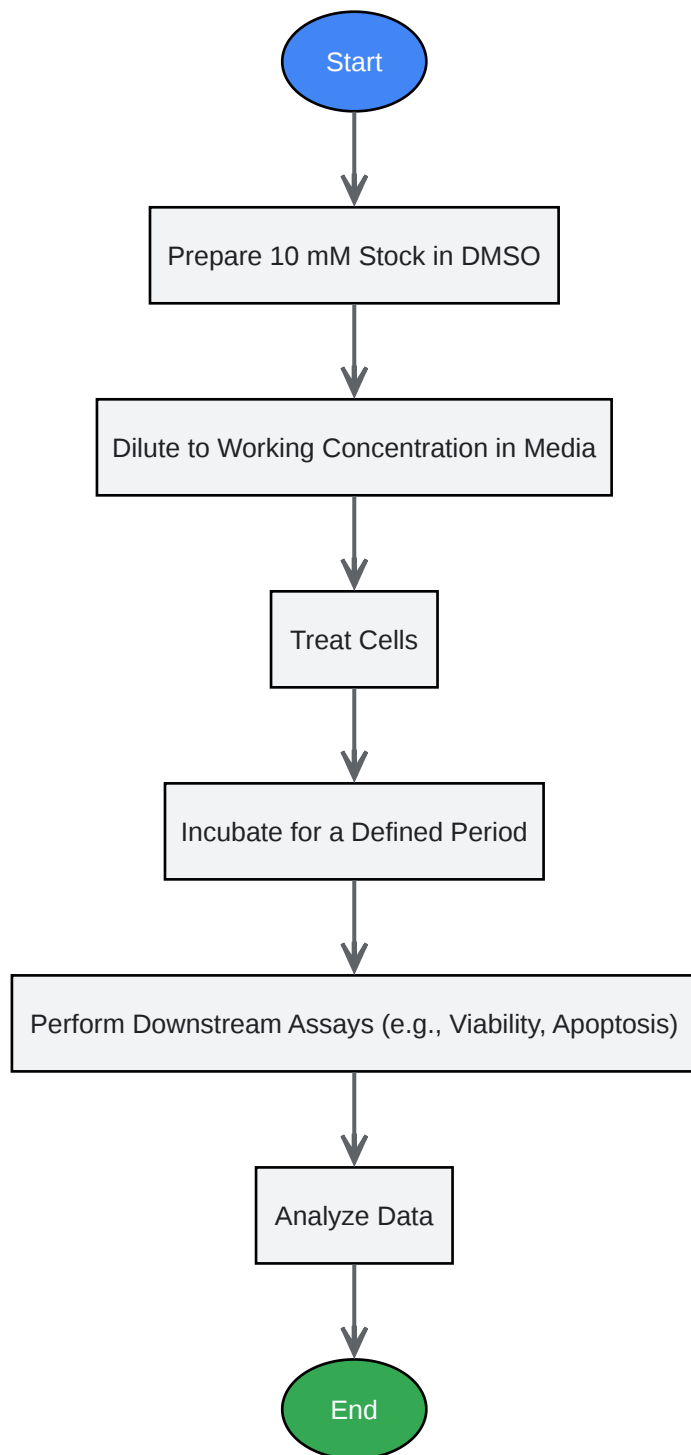 Start
Prepare 10 mM Stock in DMSO
Dilute to Working Concentration in Media
Treat Cells
Incubate for a Defined Period
Perform Downstream Assays (e.g., Viability, Apoptosis)
Analyze Data
End